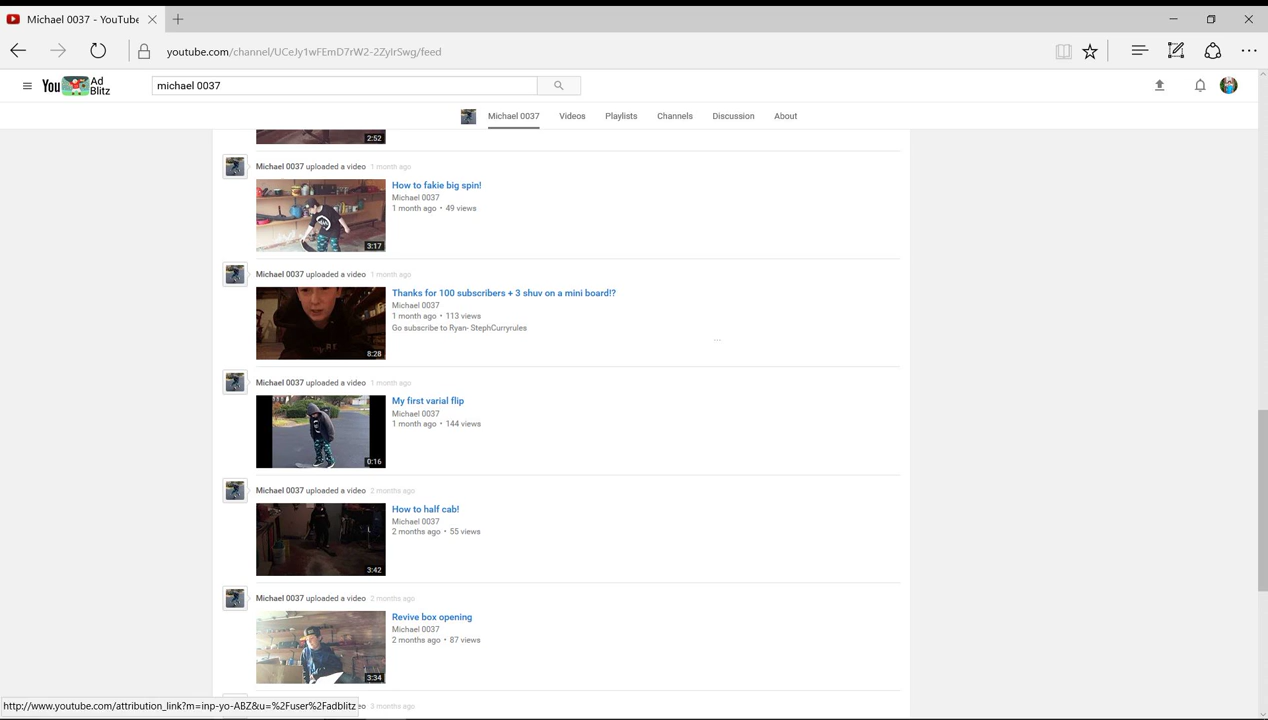 Michael 0037 - YouTube
youtube.com/channel/UCeJy1wFEmD7rW2-2ZyIrSwg/feed
You Ad Blitz
michael 0037
Michael 0037 Videos Playlists Channels Discussion About
2:52
Michael 0037 uploaded a video 1 month ago
How to fakie big spin!
Michael 0037
1 month ago • 49 views
3:17
Michael 0037 uploaded a video 1 month ago
Thanks for 100 subscribers + 3 shuv on a mini board!?
Michael 0037
1 month ago • 113 views
Go subscribe to Ryan- StephCurryrules
...
8:28
Michael 0037 uploaded a video 1 month ago
My first varial flip
Michael 0037
1 month ago • 144 views
0:16
Michael 0037 uploaded a video 2 months ago
How to half cab!
Michael 0037
2 months ago • 55 views
3:42
Michael 0037 uploaded a video 2 months ago
Revive box opening
Michael 0037
2 months ago • 87 views
3:34
http://www.youtube.com/attribution_link?m=inp-yo-ABZ&u=%2Fuser%2Fadblitz eo 3 months ago